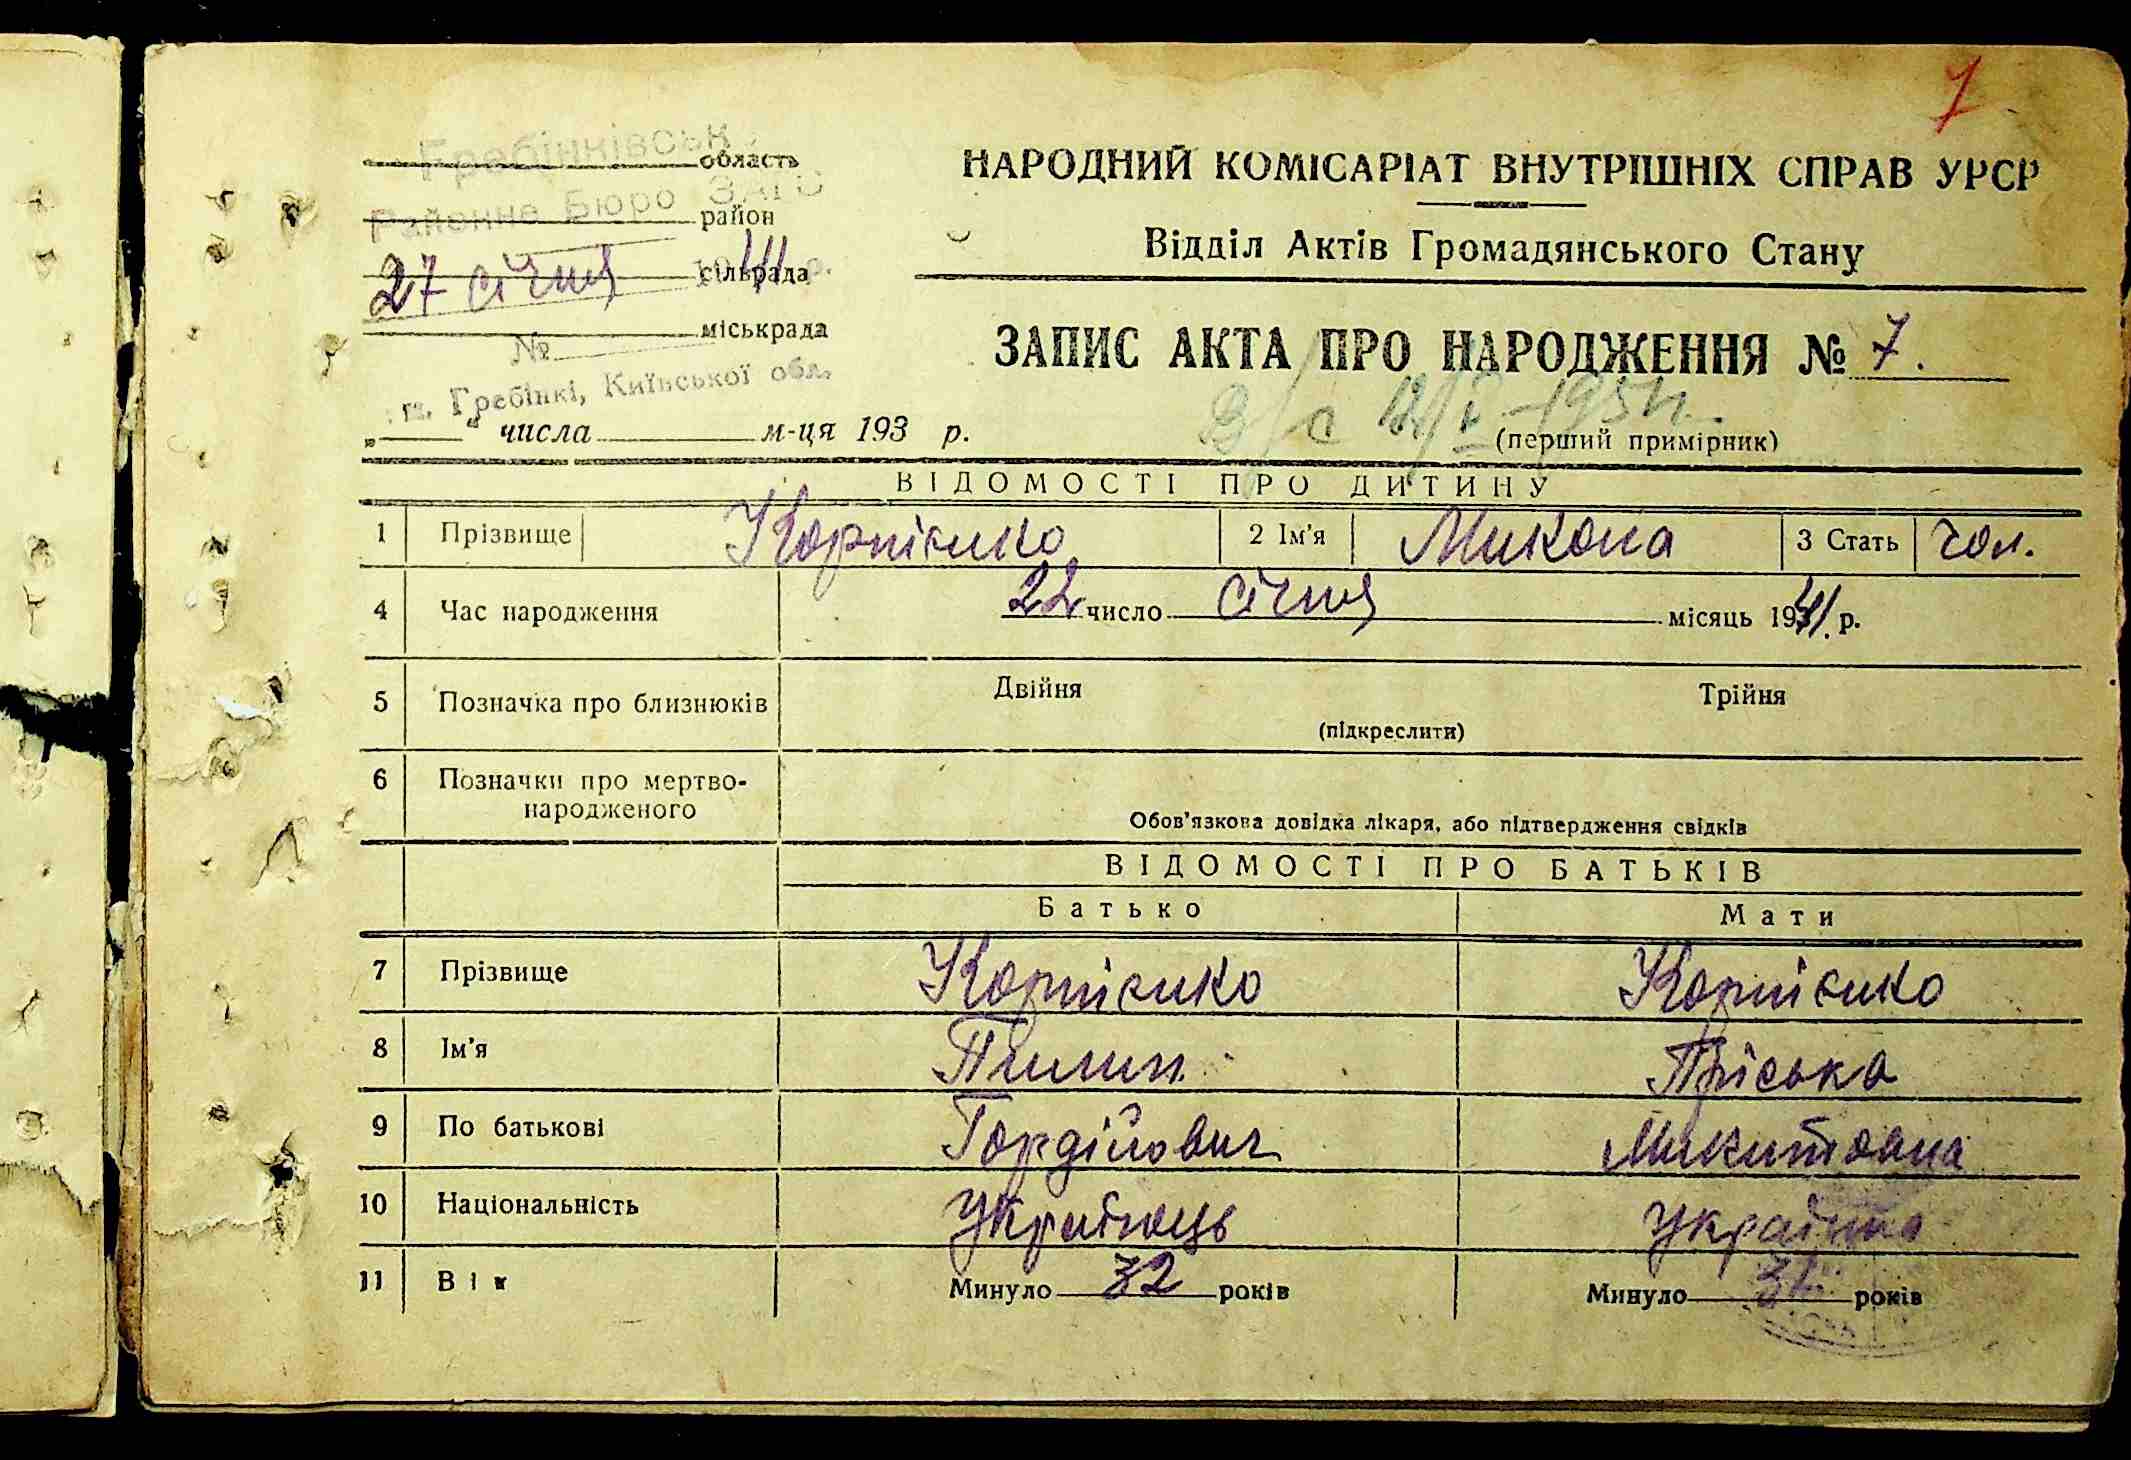 7
Гребінківськ
область
Районне Бюро ЗАГС
район
27 січня 1941 р.
сільрада
міськрада
№
м. Гребінкі, Київської обл.
„ “ числа м-ця 193 р.
НАРОДНИЙ КОМІСАРІАТ ВНУТРІШНІХ СПРАВ УРСР
Відділ Актів Громадянського Стану
ЗАПИС АКТА ПРО НАРОДЖЕННЯ № 7.
(перший примірник)
ВІДОМОСТІ ПРО ДИТИНУ
1 Прізвище Корнієнко 2 Ім'я Микола 3 Стать чол.
4 Час народження 22 число січня місяць 1941 р.
5 Позначка про близнюків Двійня Трійня
(підкреслити)
6 Позначки про мертво-
народженого
Обов'язкова довідка лікаря, або підтвердження свідків
ВІДОМОСТІ ПРО БАТЬКІВ
Батько Мати
7 Прізвище Корнієнко Корнієнко
8 Ім'я Пилип Пріська
9 По батькові Гордійович Микитовна
10 Національність Українець Українка
11 Вік Минуло 32 років Минуло 31 років